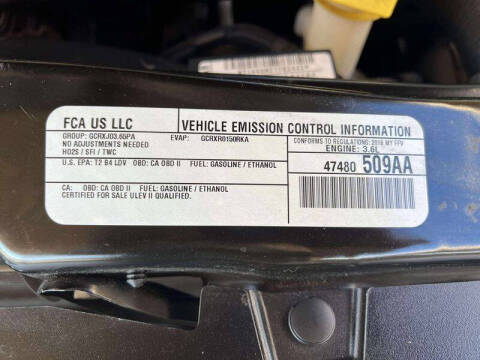 FCA US LLC
VEHICLE EMISSION CONTROL INFORMATION
GROUP: GCRXJ03.65PA EVAP: GCRXR0150RKA
NO ADJUSTMENTS NEEDED
HO2S / SFI / TWC
CONFORMS TO REGULATIONS: 2016 MY FFV
ENGINE: 3.6L
U.S. EPA: T2 B4 LDV OBD: CA OBD II FUEL: GASOLINE / ETHANOL
47480 509AA
CA: OBD: CA OBD II FUEL: GASOLINE / ETHANOL
CERTIFIED FOR SALE ULEV II QUALIFIED.